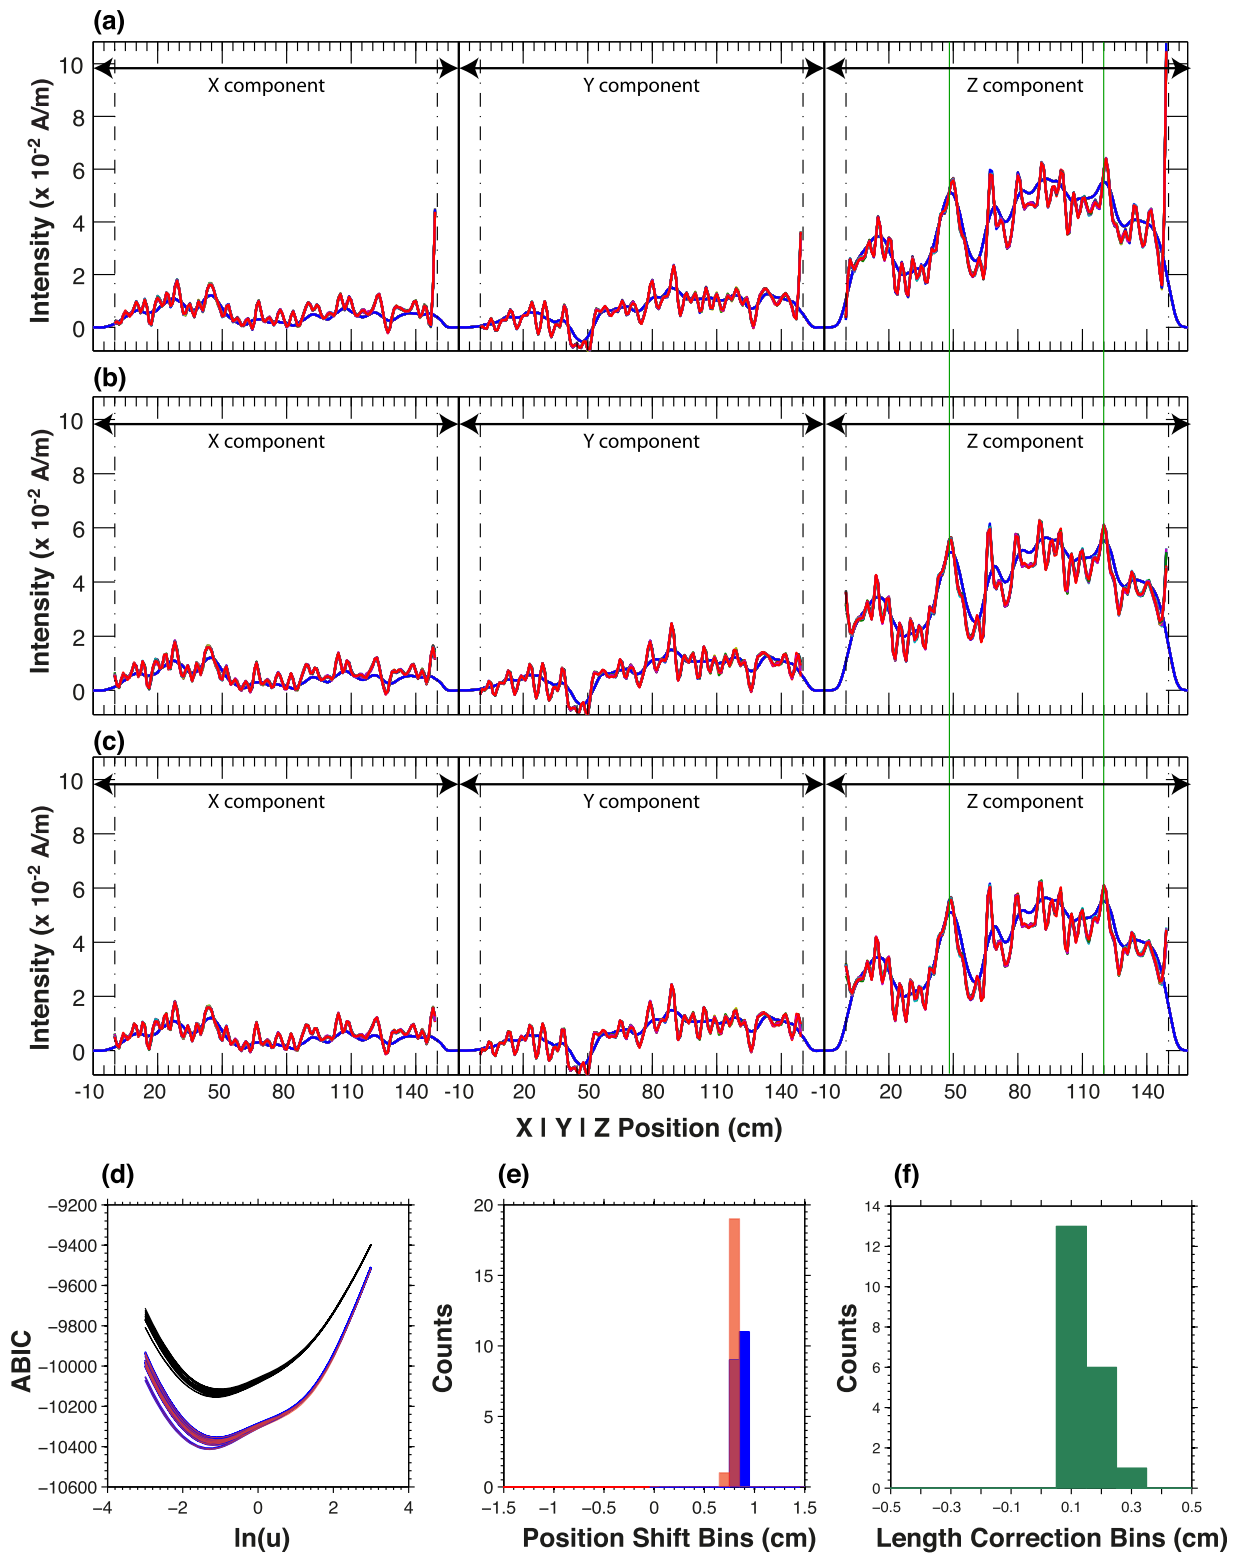 (a)
10
8
6
4
2
0
Intensity (x 10⁻² A/m)
X component
Y component
Z component
(b)
10
8
6
4
2
0
Intensity (x 10⁻² A/m)
X component
Y component
Z component
(c)
10
8
6
4
2
0
Intensity (x 10⁻² A/m)
X component
Y component
Z component
-10 20 50 80 110 140 -10 20 50 80 110 140 -10 20 50 80 110 140
X | Y | Z Position (cm)
(d)
−9200
−9400
−9600
−9800
−10000
−10200
−10400
−10600
ABIC
−4 −2 0 2 4
ln(u)
(e)
20
15
10
5
0
Counts
−1.5 −1.0 −0.5 0 0.5 1.0 1.5
Position Shift Bins (cm)
(f)
14
12
10
8
6
4
2
0
Counts
−0.5 −0.3 −0.1 0.1 0.3 0.5
Length Correction Bins (cm)